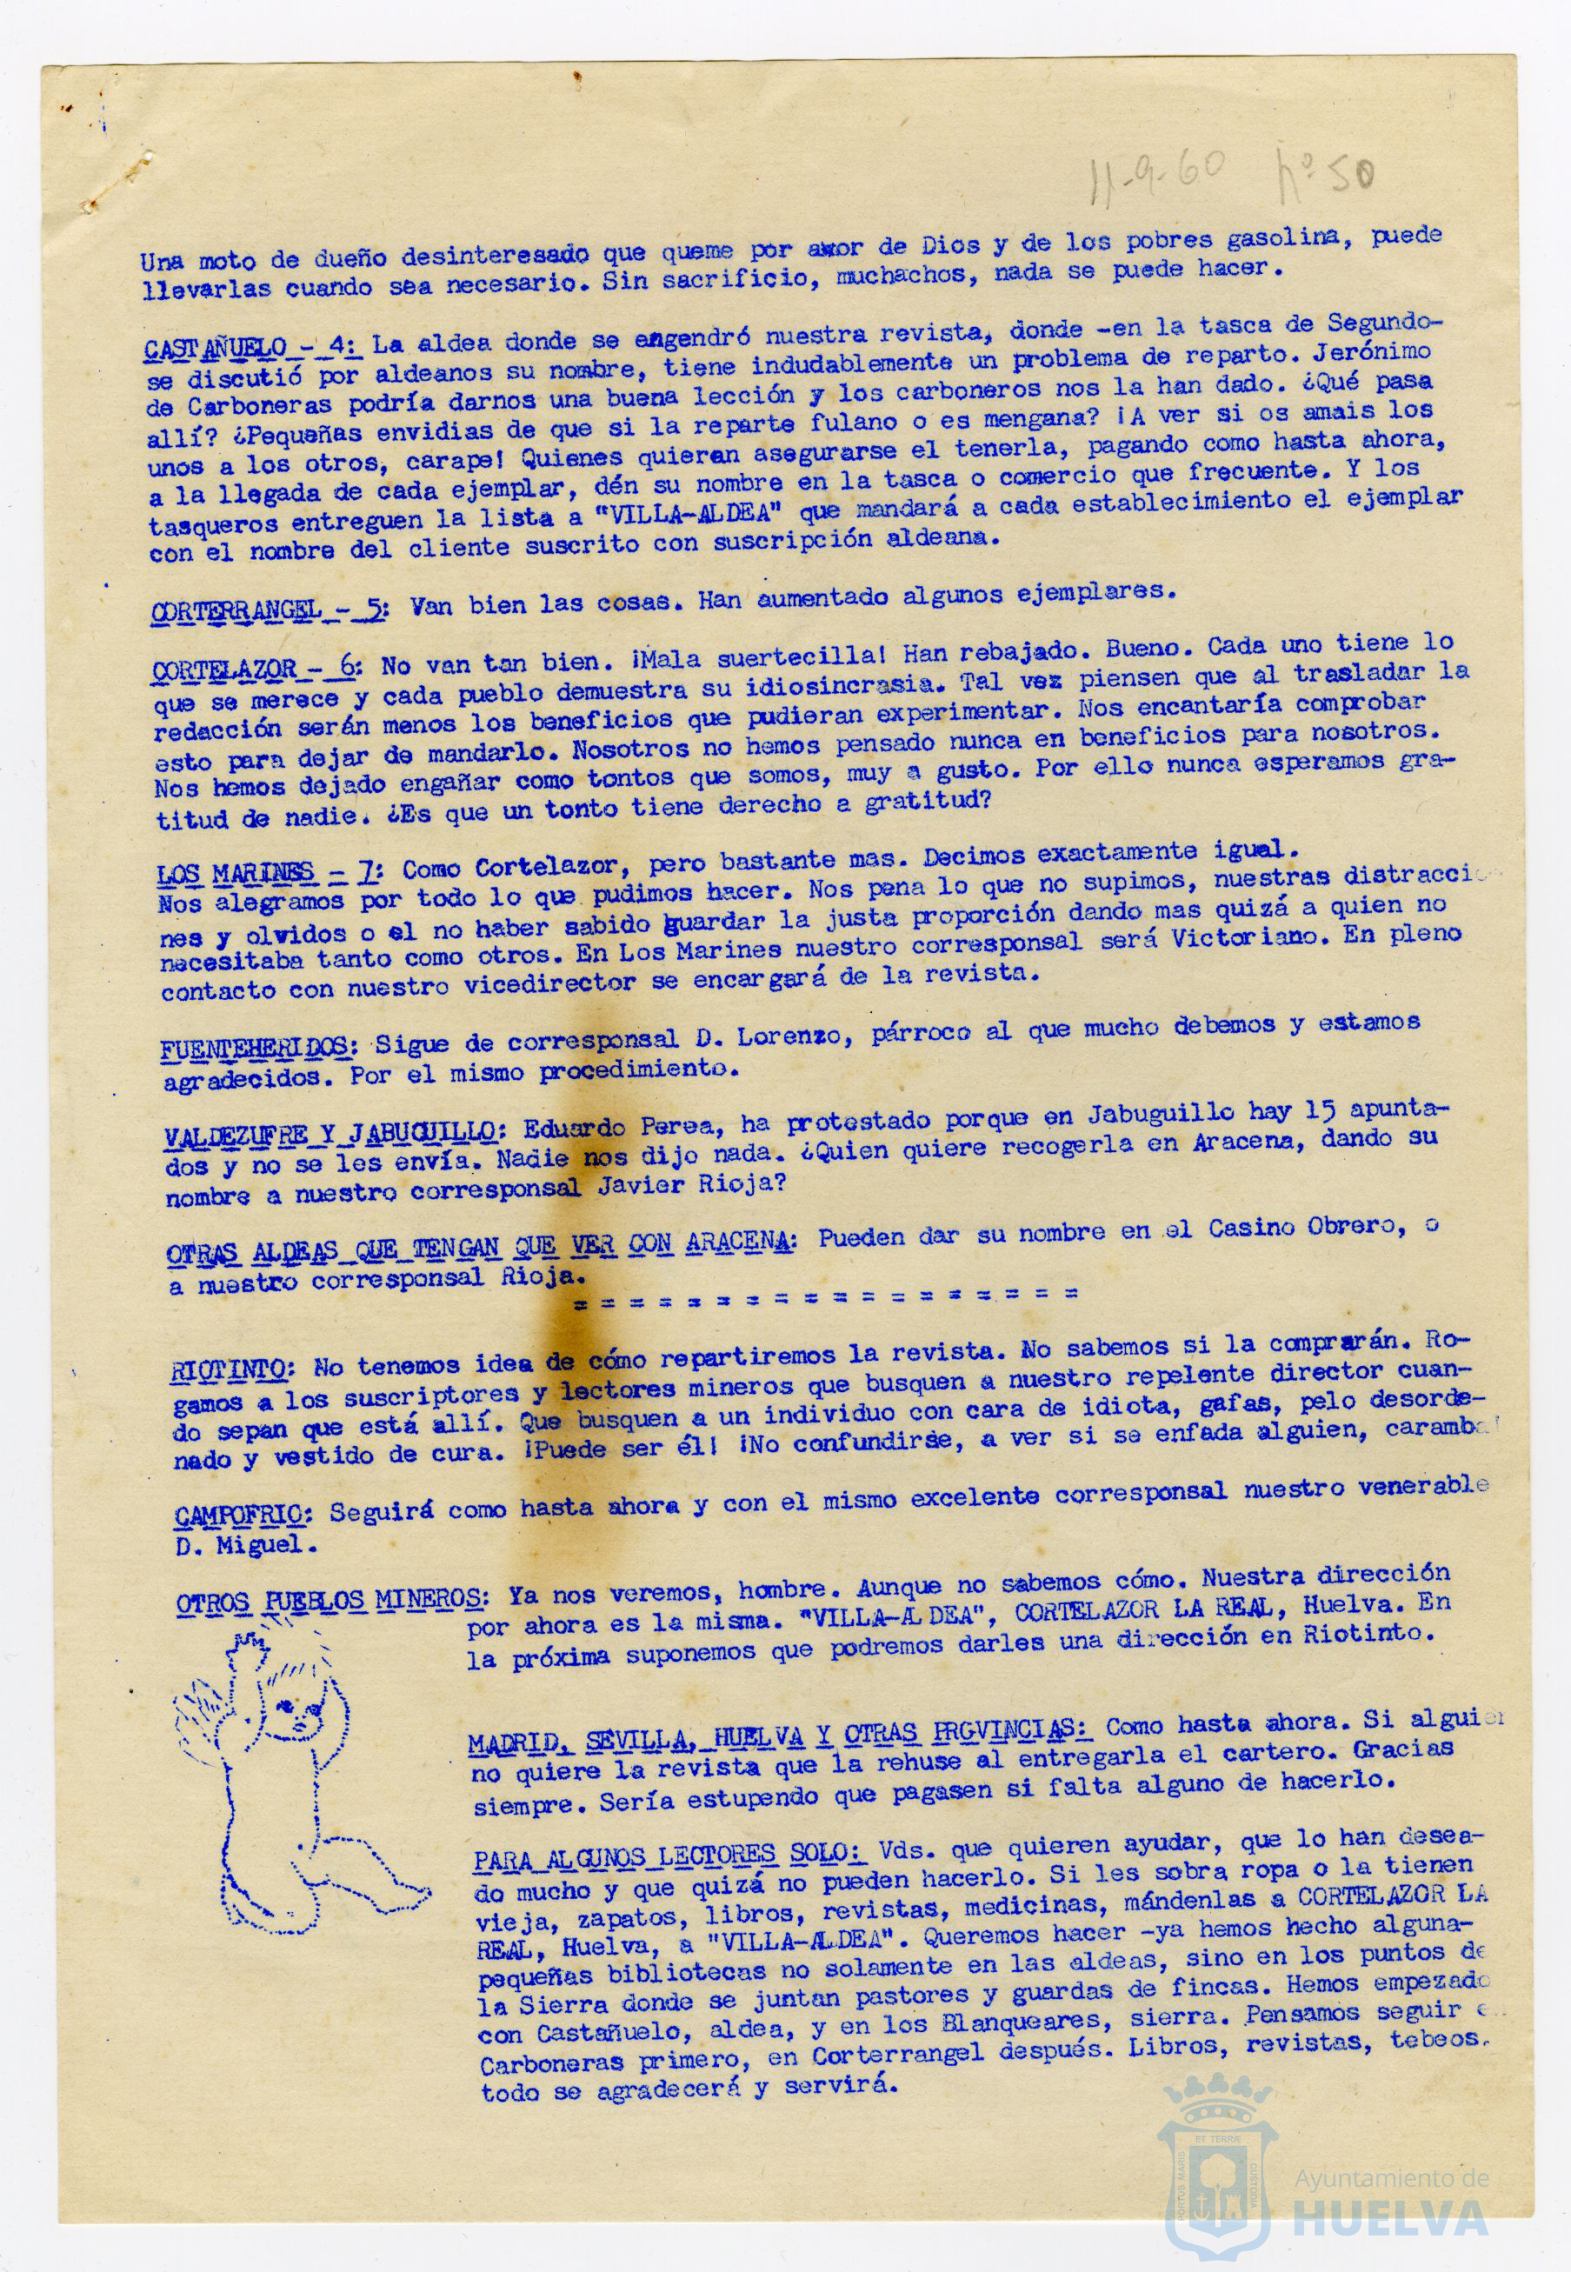 11-9-60 nº 50
Una moto de dueño desinteresado que queme por amor de Dios y de los pobres gasolina, puede
llevarlas cuando sea necesario. Sin sacrificio, muchachos, nada se puede hacer.
CASTAÑUELO - 4: La aldea donde se engendró nuestra revista, donde -en la tasca de Segundo-
se discutió por aldeanos su nombre, tiene indudablemente un problema de reparto. Jerónimo
de Carboneras podría darnos una buena lección y los carboneros nos la han dado. ¿Qué pasa
allí? ¿Pequeñas envidias de que si la reparte fulano o es mengana? ¡A ver si os amais los
unos a los otros, carape! Quienes quieran asegurarse el tenerla, pagando como hasta ahora,
a la llegada de cada ejemplar, dén su nombre en la tasca o comercio que frecuente. Y los
tasqueros entreguen la lista a "VILLA-ALDEA" que mandará a cada establecimiento el ejemplar
con el nombre del cliente suscrito con suscripción aldeana.
CORTERRANGEL - 5: Van bien las cosas. Han aumentado algunos ejemplares.
CORTELAZOR - 6: No van tan bien. ¡Mala suertecilla! Han rebajado. Bueno. Cada uno tiene lo
que se merece y cada pueblo demuestra su idiosincrasia. Tal vez piensen que al trasladar la
redacción serán menos los beneficios que pudieran experimentar. Nos encantaría comprobar
esto para dejar de mandarlo. Nosotros no hemos pensado nunca en beneficios para nosotros.
Nos hemos dejado engañar como tontos que somos, muy a gusto. Por ello nunca esperamos gra-
titud de nadie. ¿Es que un tonto tiene derecho a gratitud?
LOS MARINES - 7: Como Cortelazor, pero bastante mas. Decimos exactamente igual.
Nos alegramos por todo lo que pudimos hacer. Nos pena lo que no supimos, nuestras distraccio
nes y olvidos o el no haber sabido guardar la justa proporción dando mas quizá a quien no
necesitaba tanto como otros. En Los Marines nuestro corresponsal será Victoriano. En pleno
contacto con nuestro vicedirector se encargará de la revista.
FUENTEHERIDOS: Sigue de corresponsal D. Lorenzo, párroco al que mucho debemos y estamos
agradecidos. Por el mismo procedimiento.
VALDEZUFRE Y JABUGUILLO: Eduardo Perea, ha protestado porque en Jabuguillo hay 15 apunta-
dos y no se les envía. Nadie nos dijo nada. ¿Quien quiere recogerla en Aracena, dando su
nombre a nuestro corresponsal Javier Rioja?
OTRAS ALDEAS QUE TENGAN QUE VER CON ARACENA: Pueden dar su nombre en el Casino Obrero, o
a nuestro corresponsal Rioja.
= = = = = = = = = = = = = = = = = =
RIOTINTO: No tenemos idea de cómo repartiremos la revista. No sabemos si la comprarán. Ro-
gamos a los suscriptores y lectores mineros que busquen a nuestro repelente director cuan-
do sepan que está allí. Que busquen a un individuo con cara de idiota, gafas, pelo desorde-
nado y vestido de cura. ¡Puede ser él! ¡No confundirse, a ver si se enfada alguien, caramba!
CAMPOFRIO: Seguirá como hasta ahora y con el mismo excelente corresponsal nuestro venerable
D. Miguel.
OTROS PUEBLOS MINEROS: Ya nos veremos, hombre. Aunque no sabemos cómo. Nuestra dirección
por ahora es la misma. "VILLA-ALDEA", CORTELAZOR LA REAL, Huelva. En
la próxima suponemos que podremos darles una dirección en Riotinto.
MADRID, SEVILLA, HUELVA Y OTRAS PROVINCIAS: Como hasta ahora. Si alguien
no quiere la revista que la rehuse al entregarla el cartero. Gracias
siempre. Sería estupendo que pagasen si falta alguno de hacerlo.
PARA ALGUNOS LECTORES SOLO: Vds. que quieren ayudar, que lo han desea-
do mucho y que quizá no pueden hacerlo. Si les sobra ropa o la tienen
vieja, zapatos, libros, revistas, medicinas, mándenlas a CORTELAZOR LA
REAL, Huelva, a "VILLA-ALDEA". Queremos hacer -ya hemos hecho alguna-
pequeñas bibliotecas no solamente en las aldeas, sino en los puntos de
la Sierra donde se juntan pastores y guardas de fincas. Hemos empezado
con Castañuelo, aldea, y en los Blanqueares, sierra. Pensamos seguir e
Carboneras primero, en Corterrangel después. Libros, revistas, tebeos.
todo se agradecerá y servirá.
ET TERRÆ
PORTUS MARIS
CUSTODIA
Ayuntamiento de
HUELVA